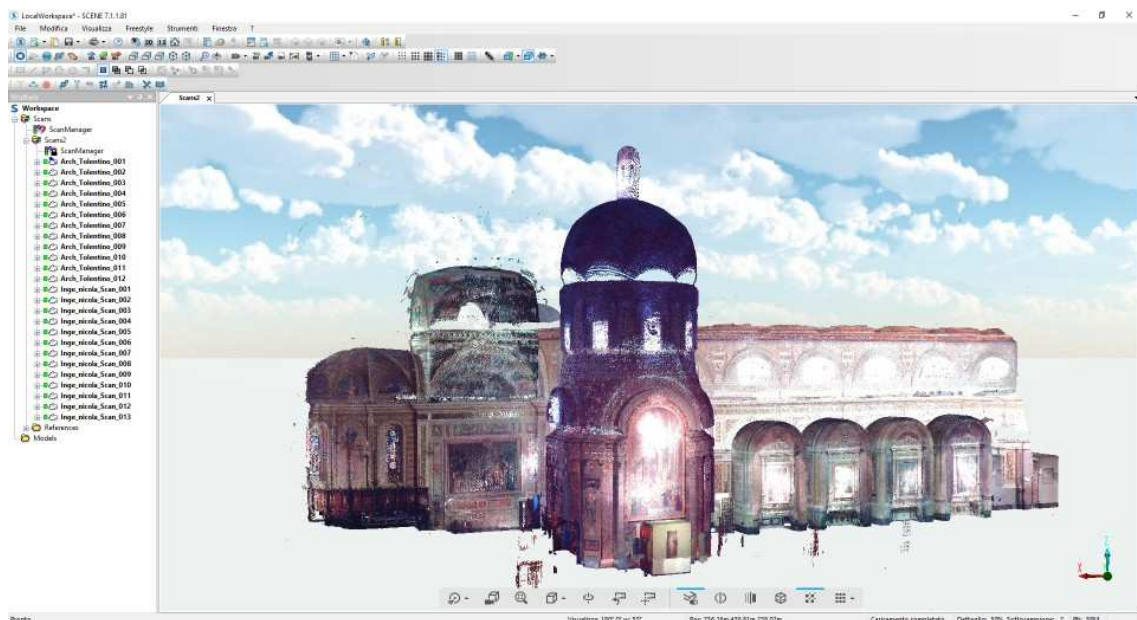 LocalWorkspace* - SCENE 7.1.1.81
File Modifica Visualizza Freestyle Strumenti Finestra ?
Scans2
Workspace
Scans
ScanManager
Scans2
ScanManager
Arch_Tolentino_001
Arch_Tolentino_002
Arch_Tolentino_003
Arch_Tolentino_004
Arch_Tolentino_005
Arch_Tolentino_006
Arch_Tolentino_007
Arch_Tolentino_008
Arch_Tolentino_009
Arch_Tolentino_010
Arch_Tolentino_011
Arch_Tolentino_012
Inge_nicola_Scan_001
Inge_nicola_Scan_002
Inge_nicola_Scan_003
Inge_nicola_Scan_004
Inge_nicola_Scan_005
Inge_nicola_Scan_006
Inge_nicola_Scan_007
Inge_nicola_Scan_008
Inge_nicola_Scan_009
Inge_nicola_Scan_010
Inge_nicola_Scan_011
Inge_nicola_Scan_012
Inge_nicola_Scan_013
References
Models
Z
X
Pronto
Caricamento completato